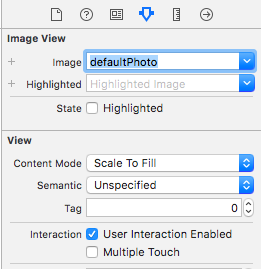 Image View
Image defaultPhoto
Highlighted Highlighted Image
State Highlighted
View
Content Mode Scale To Fill
Semantic Unspecified
Tag 0
Interaction User Interaction Enabled
Multiple Touch